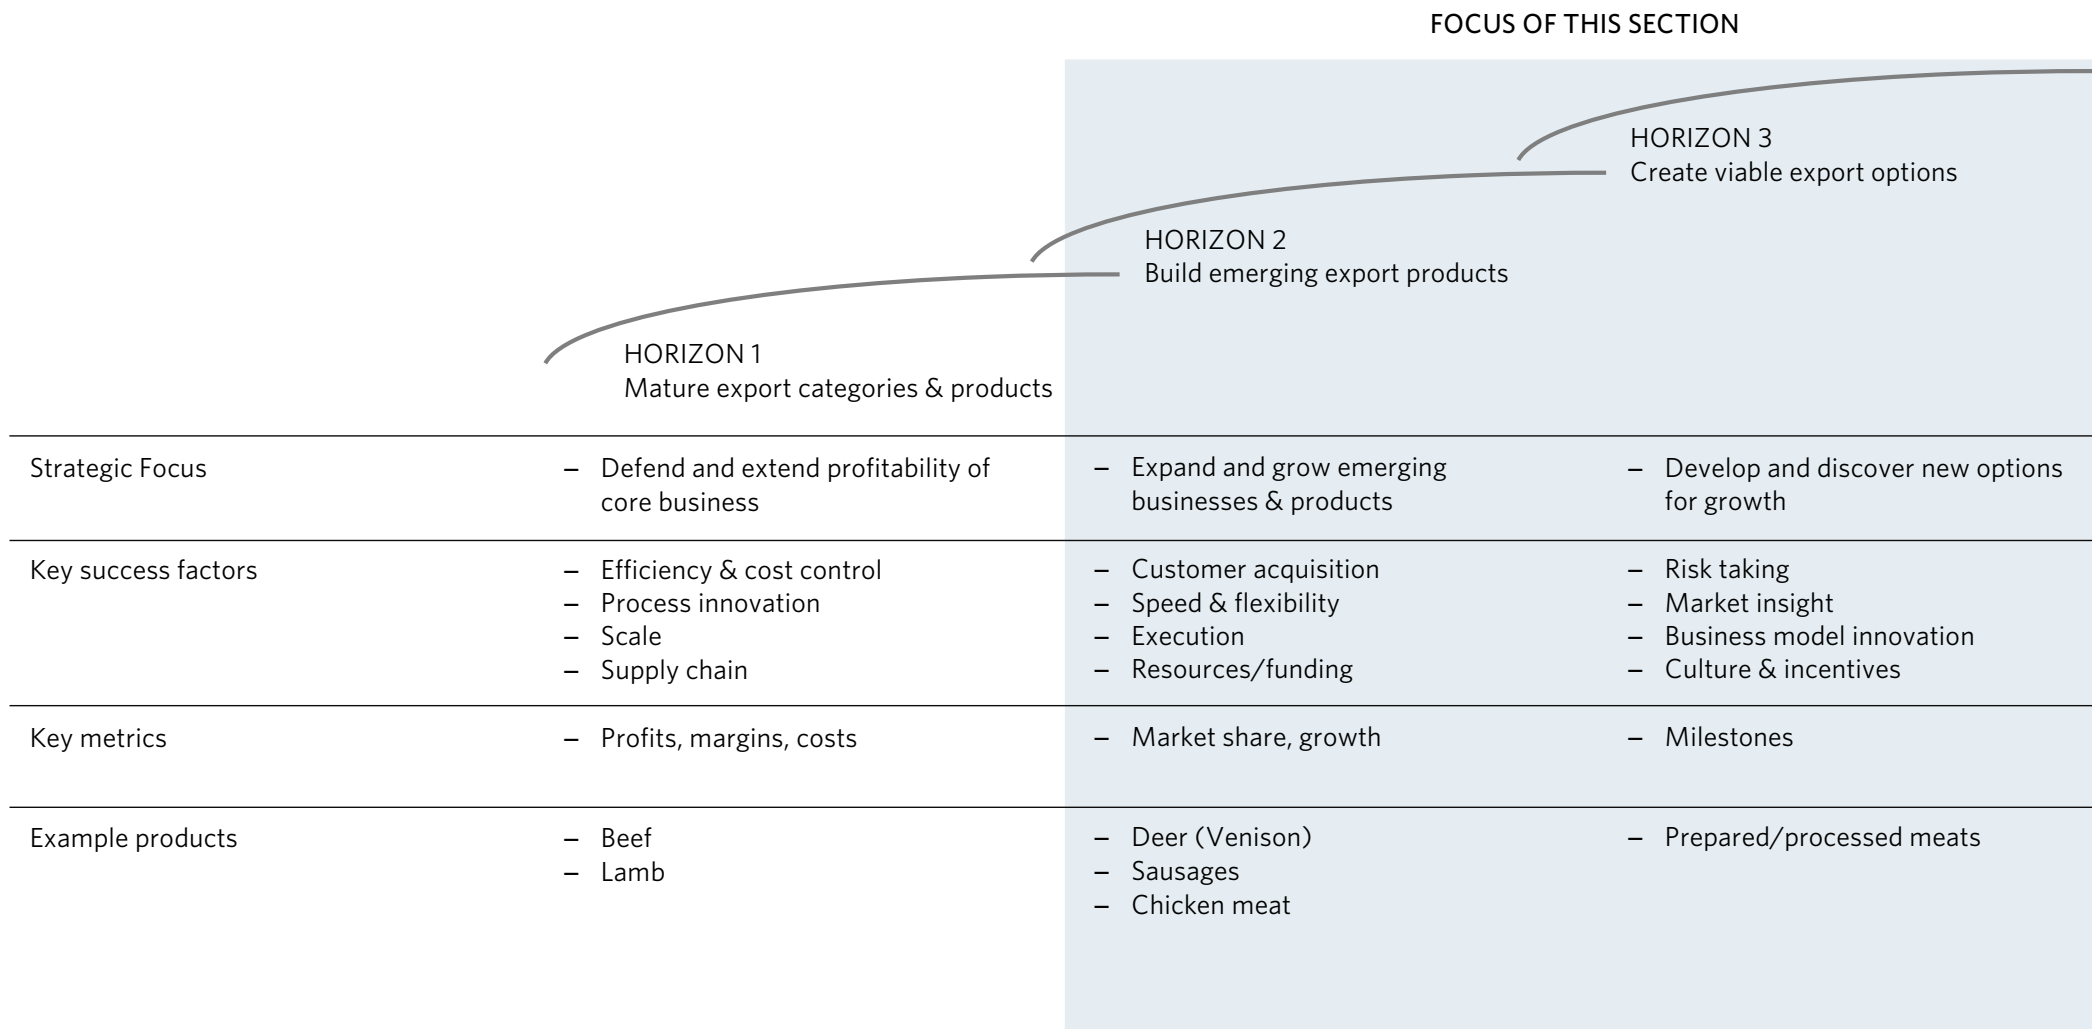 FOCUS OF THIS SECTION
HORIZON 3
Create viable export options
HORIZON 2
Build emerging export products
HORIZON 1
Mature export categories & products
Strategic Focus
– Defend and extend profitability of
core business
– Expand and grow emerging
businesses & products
– Develop and discover new options
for growth
Key success factors
– Efficiency & cost control
– Process innovation
– Scale
– Supply chain
– Customer acquisition
– Speed & flexibility
– Execution
– Resources/funding
– Risk taking
– Market insight
– Business model innovation
– Culture & incentives
Key metrics
– Profits, margins, costs
– Market share, growth
– Milestones
Example products
– Beef
– Lamb
– Deer (Venison)
– Sausages
– Chicken meat
– Prepared/processed meats